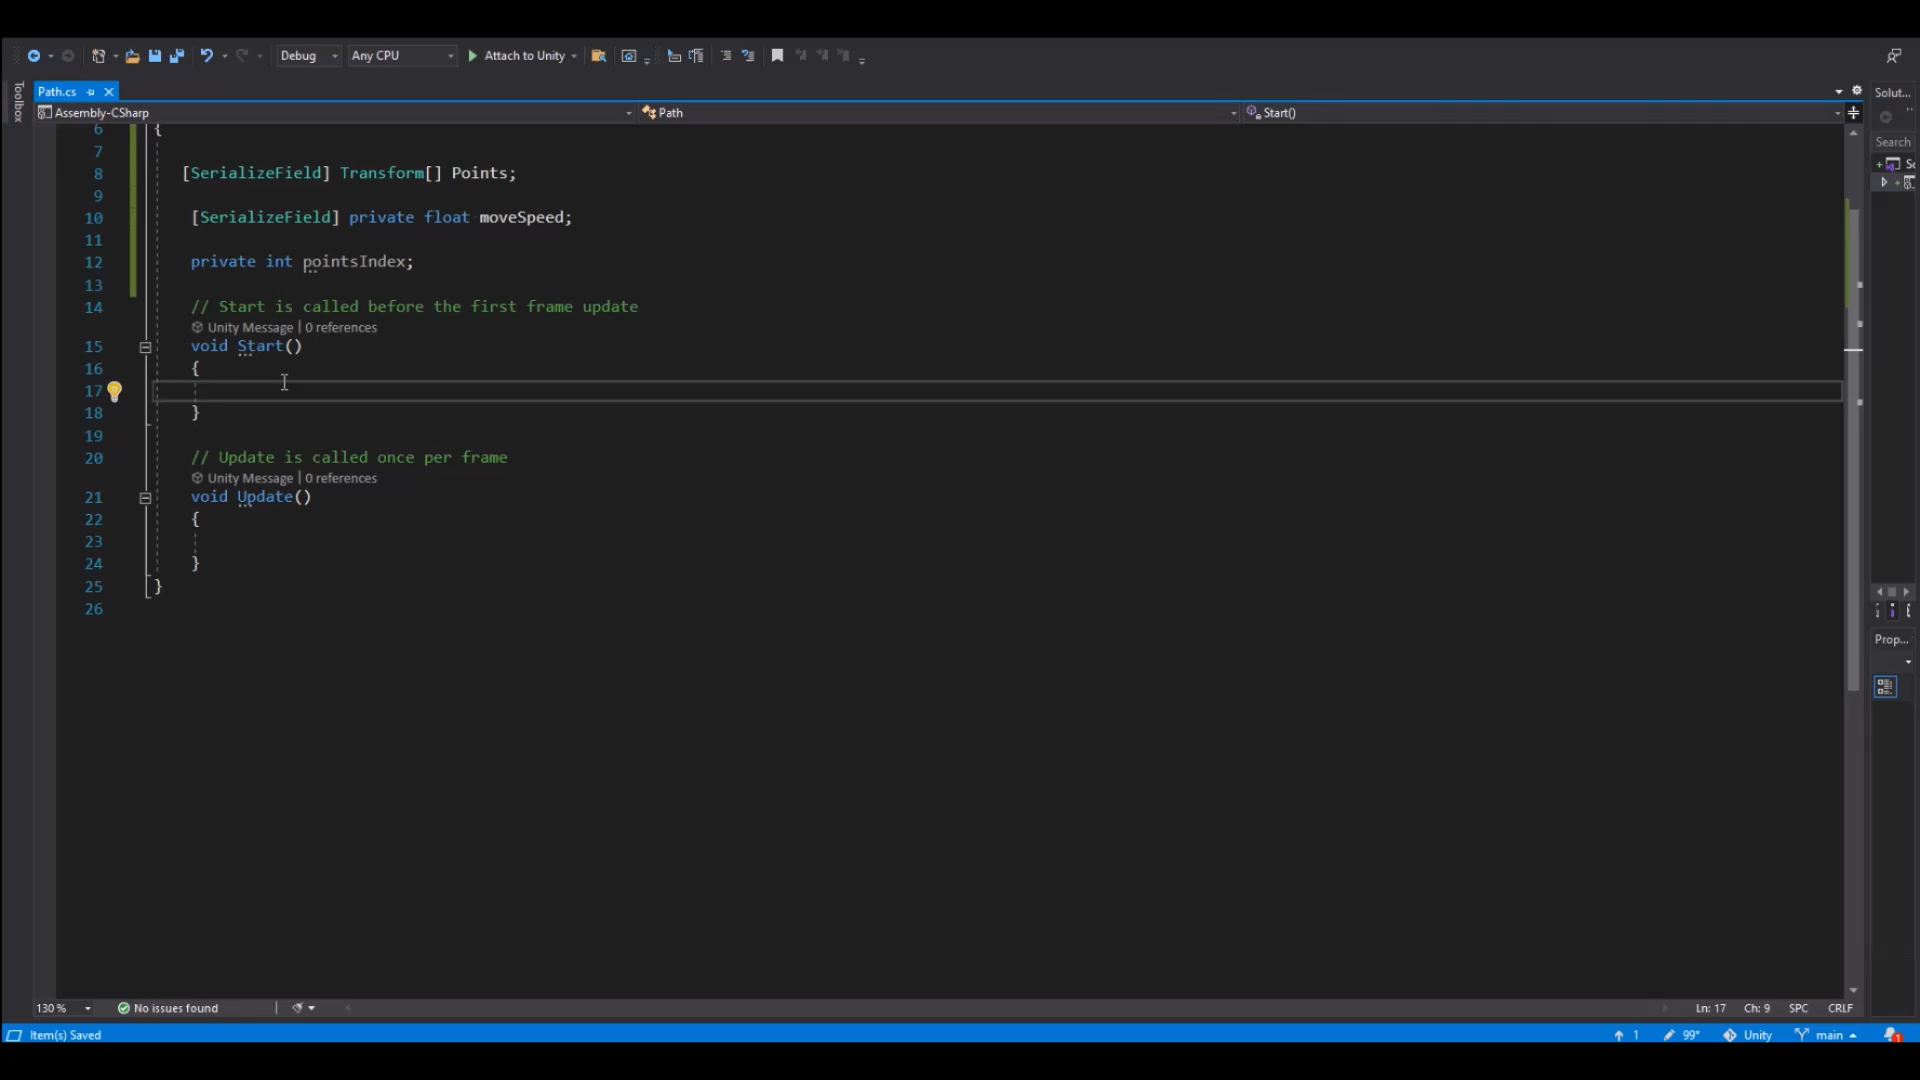 Debug Any CPU Attach to Unity
Toolbox
Path.cs
Solut...
Assembly-CSharp Path Start()
Search
6 {
7
8 [SerializeField] Transform[] Points;
9
10 [SerializeField] private float moveSpeed;
11
12 private int pointsIndex;
13
14 // Start is called before the first frame update
Unity Message | 0 references
15 void Start()
16 {
17
18 }
19
20 // Update is called once per frame
Unity Message | 0 references
21 void Update()
22 {
23
24 }
25 }
26
Prop...
130 % No issues found Ln: 17 Ch: 9 SPC CRLF
Item(s) Saved 1 99* Unity main 1